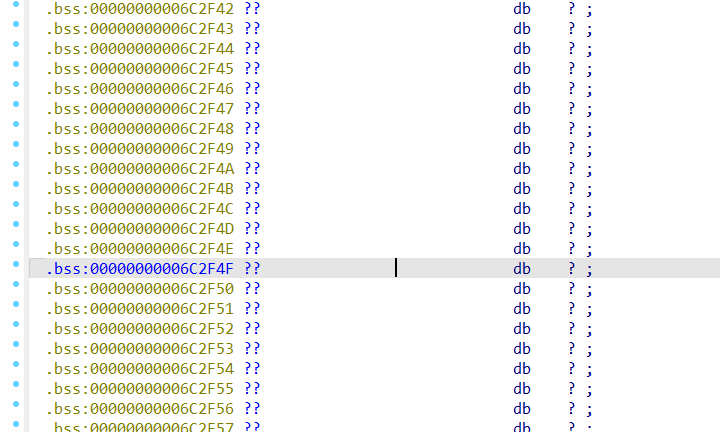 .bss:00000000006C2F42 ?? db ? ;
.bss:00000000006C2F43 ?? db ? ;
.bss:00000000006C2F44 ?? db ? ;
.bss:00000000006C2F45 ?? db ? ;
.bss:00000000006C2F46 ?? db ? ;
.bss:00000000006C2F47 ?? db ? ;
.bss:00000000006C2F48 ?? db ? ;
.bss:00000000006C2F49 ?? db ? ;
.bss:00000000006C2F4A ?? db ? ;
.bss:00000000006C2F4B ?? db ? ;
.bss:00000000006C2F4C ?? db ? ;
.bss:00000000006C2F4D ?? db ? ;
.bss:00000000006C2F4E ?? db ? ;
.bss:00000000006C2F4F ?? db ? ;
.bss:00000000006C2F50 ?? db ? ;
.bss:00000000006C2F51 ?? db ? ;
.bss:00000000006C2F52 ?? db ? ;
.bss:00000000006C2F53 ?? db ? ;
.bss:00000000006C2F54 ?? db ? ;
.bss:00000000006C2F55 ?? db ? ;
.bss:00000000006C2F56 ?? db ? ;
.bss:00000000006C2F57 ?? db ? ;